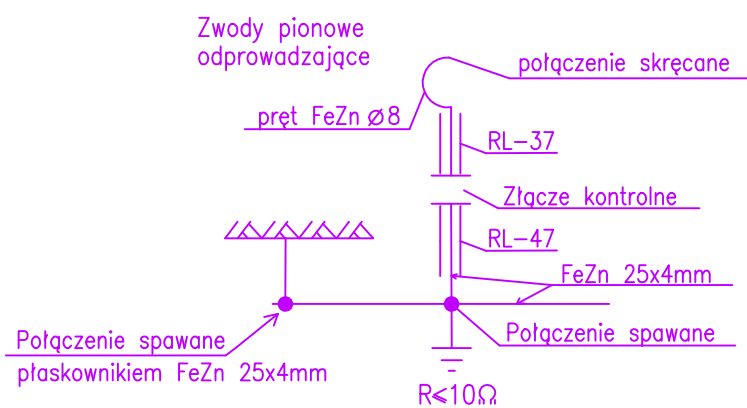 Zwody pionowe
odprowadzające
połączenie skręcane
pręt FeZn Ø8
RL-37
Złącze kontrolne
RL-47
FeZn 25x4mm
Połączenie spawane
płaskownikiem FeZn 25x4mm
Połączenie spawane
R≤10Ω